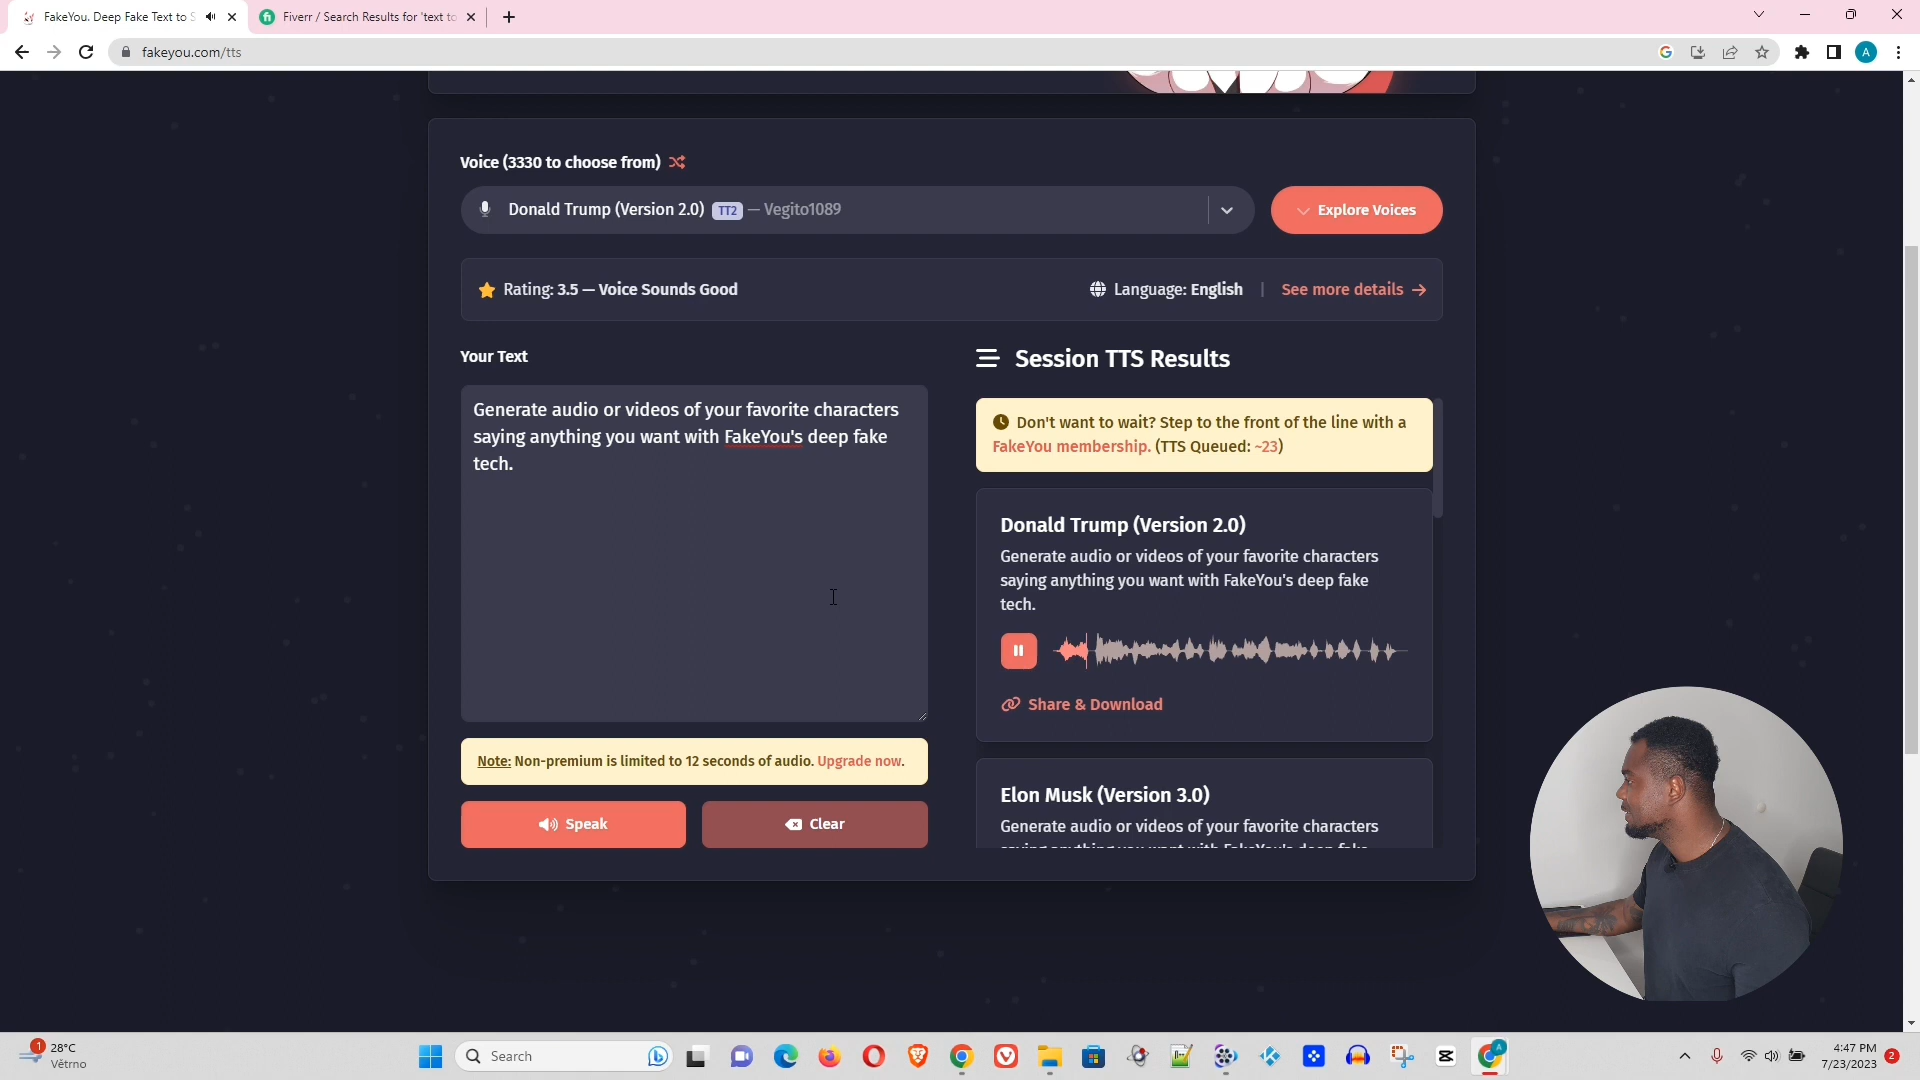 FakeYou. Deep Fake Text to S
Fiverr / Search Results for 'text to
fakeyou.com/tts
A
Voice (3330 to choose from)
Donald Trump (Version 2.0) TT2 — Vegito1089
Explore Voices
Rating: 3.5 — Voice Sounds Good
Language: English | See more details →
Your Text
Generate audio or videos of your favorite characters
saying anything you want with FakeYou's deep fake
tech.
Note: Non-premium is limited to 12 seconds of audio. Upgrade now.
Speak
Clear
Session TTS Results
Don't want to wait? Step to the front of the line with a
FakeYou membership. (TTS Queued: ~23)
Donald Trump (Version 2.0)
Generate audio or videos of your favorite characters
saying anything you want with FakeYou's deep fake
tech.
Share & Download
Elon Musk (Version 3.0)
Generate audio or videos of your favorite characters
1
28°C
Větrno
Search
4:47 PM
7/23/2023
2